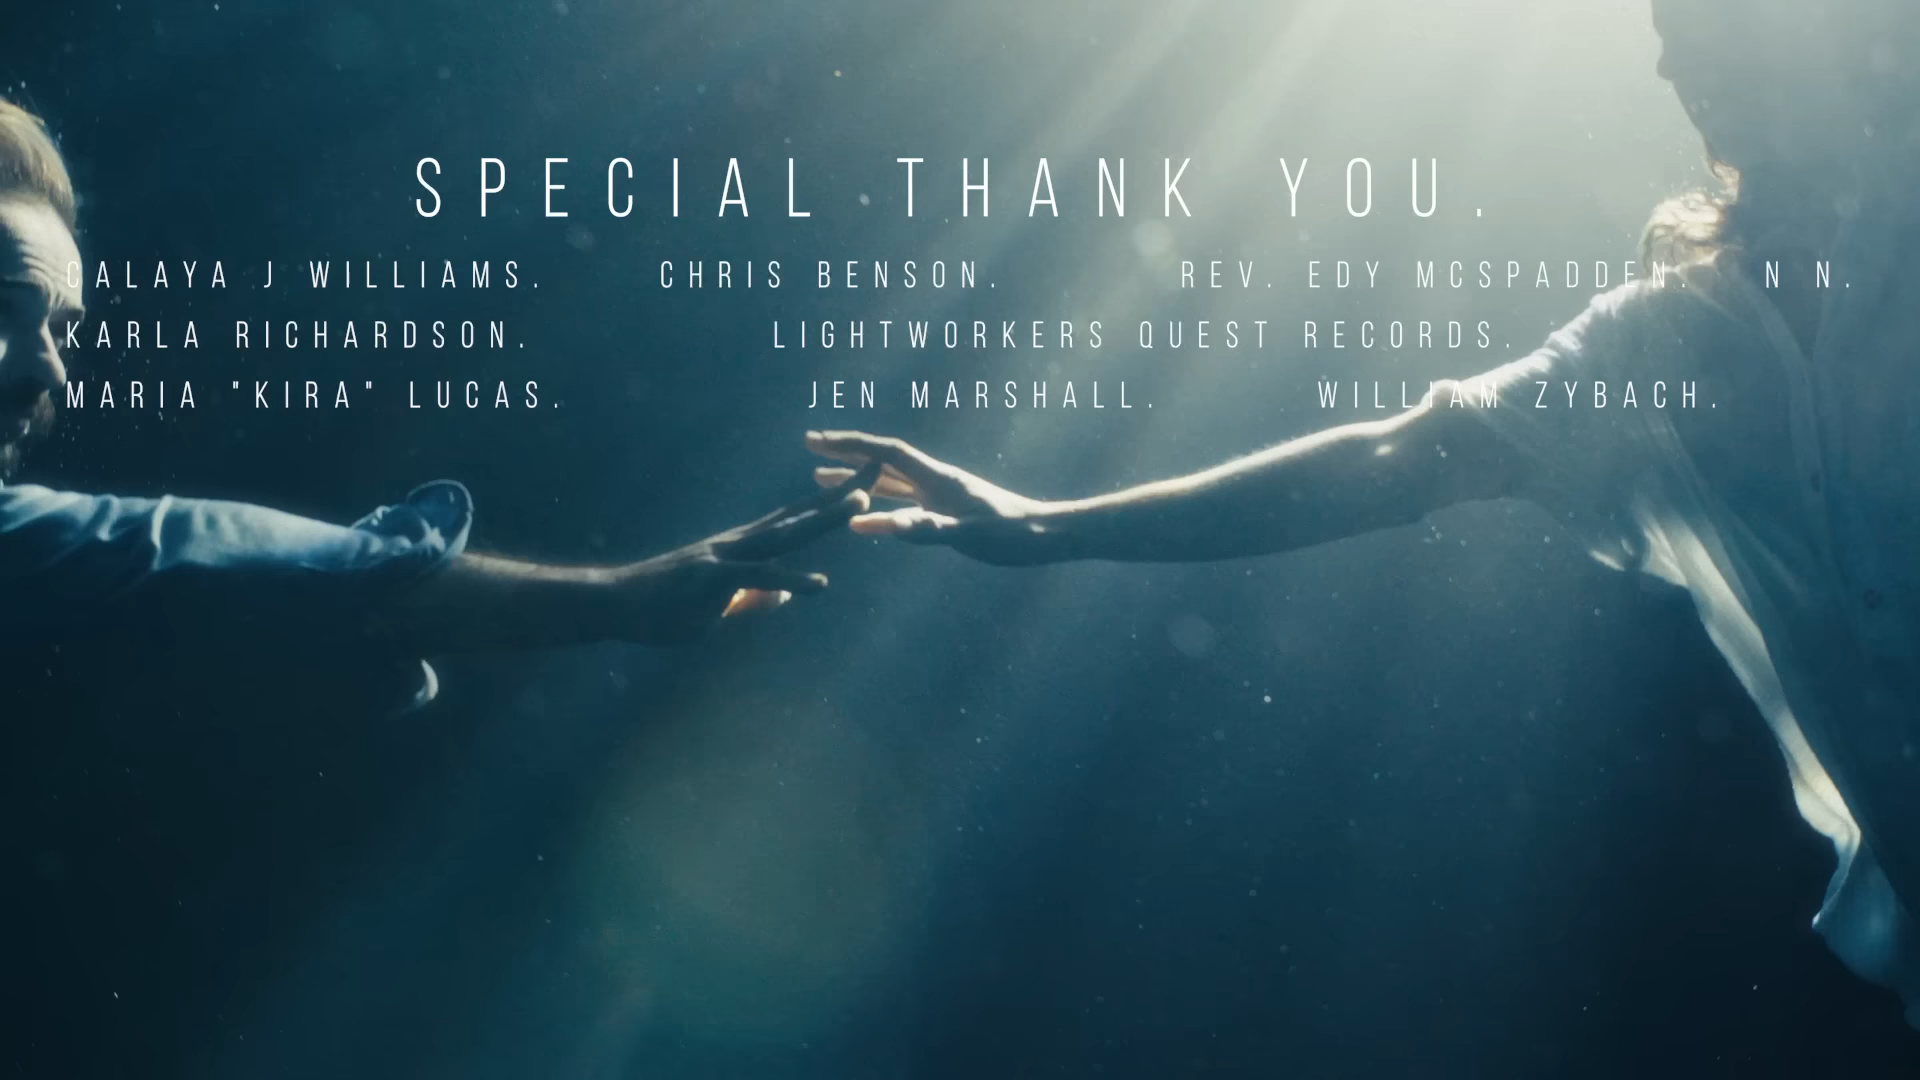 SPECIAL THANK YOU.
CALAYA J WILLIAMS. CHRIS BENSON. REV. EDY MCSPADDEN. N N.
KARLA RICHARDSON. LIGHTWORKERS QUEST RECORDS.
MARIA "KIRA" LUCAS. JEN MARSHALL. WILLIAM ZYBACH.